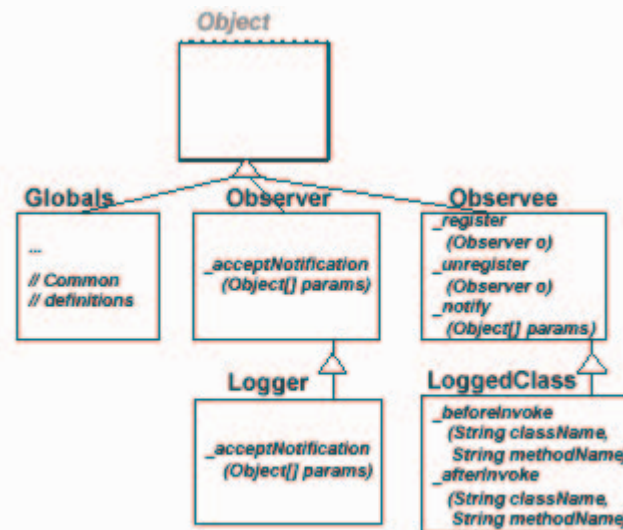 Object
Globals
...
// Common
// definitions
Observer
_acceptNotification
(Object[] params)
Observee
_register
(Observer o)
_unregister
(Observer o)
_notify
(Object[] params)
Logger
_acceptNotification
(Object[] params)
LoggedClass
_beforeInvoke
(String className,
String methodName)
_afterInvoke
(String className,
String methodName)